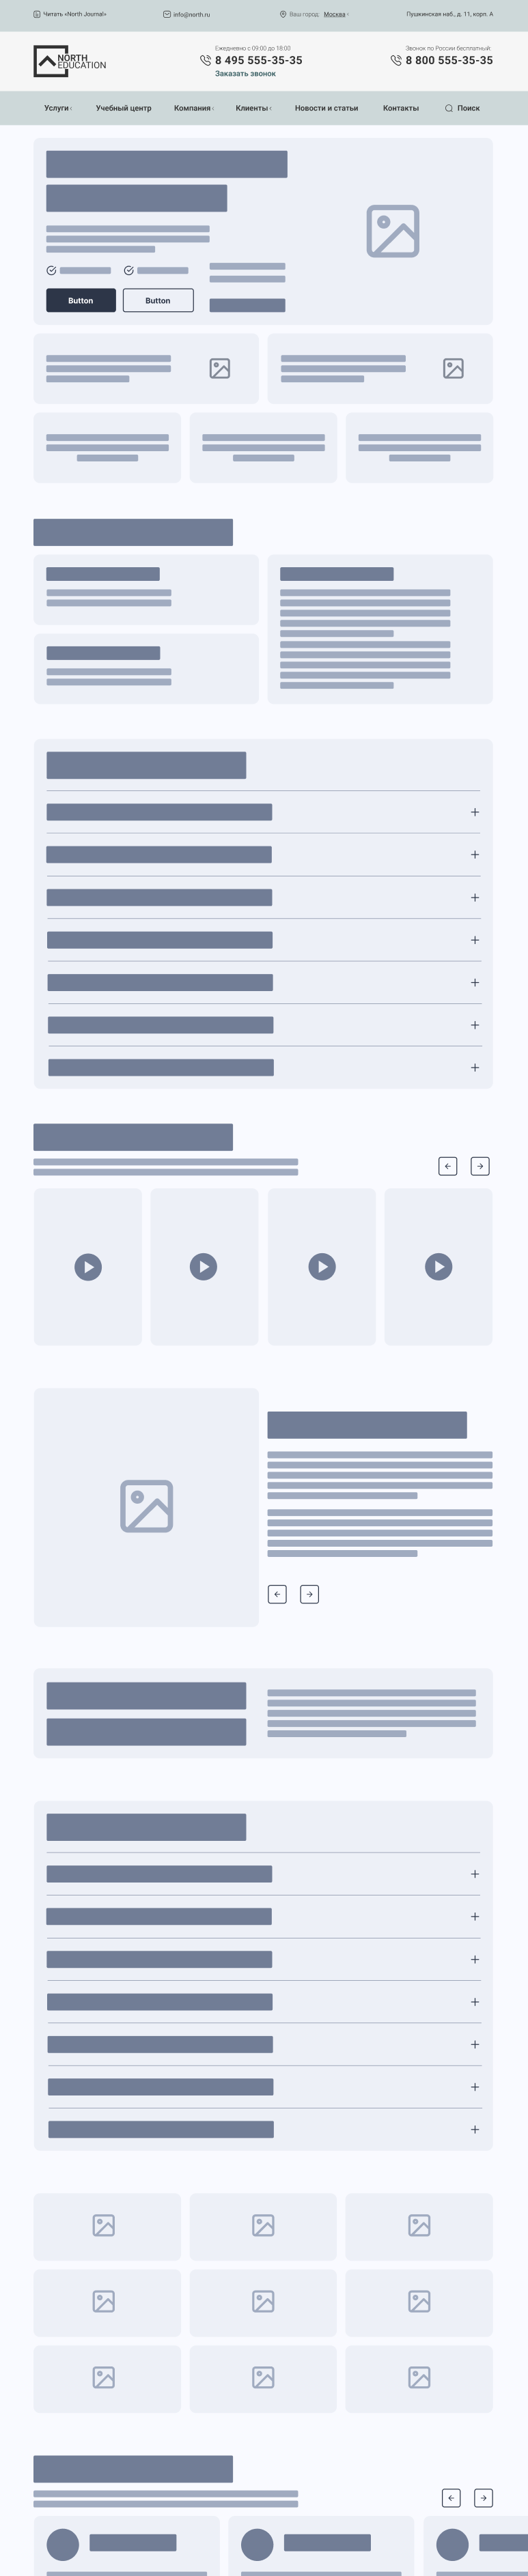 Читать «North Journal»
info@north.ru
Ваш город: Москва
Пушкинская наб., д. 11, корп. А
NORTH
EDUCATION
Ежедневно с 09:00 до 18:00
8 495 555-35-35
Заказать звонок
Звонок по России бесплатный
8 800 555-35-35
Услуги
Учебный центр
Компания
Клиенты
Новости и статьи
Контакты
Поиск
Button
Button